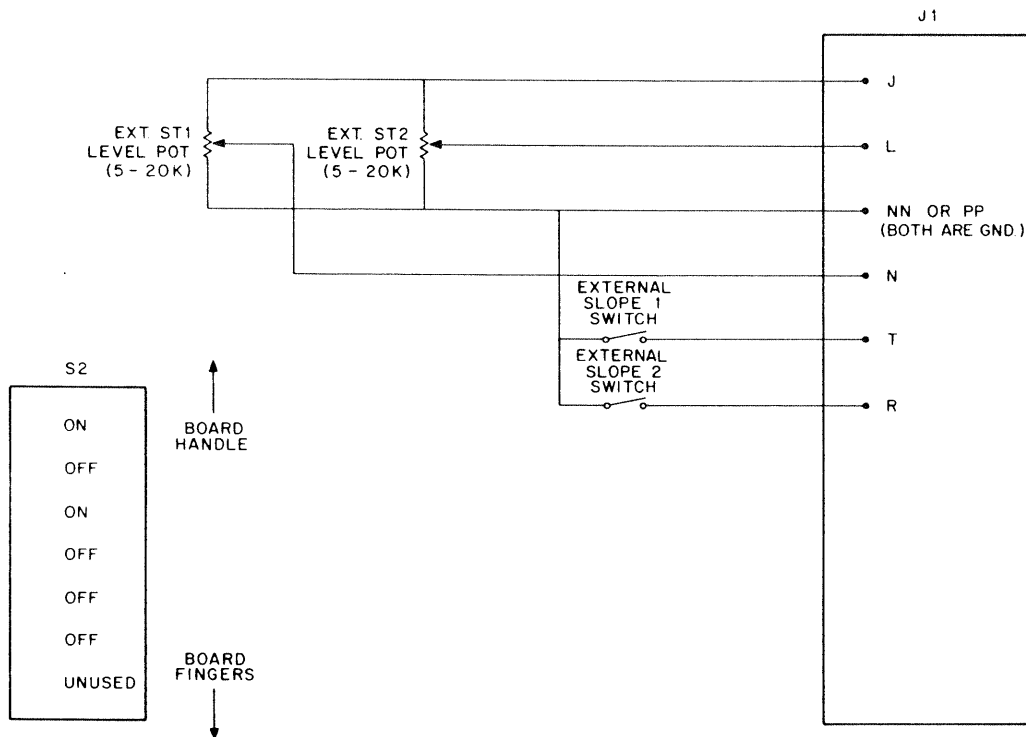 J1
J
EXT. ST1
LEVEL POT
(5-20K)
EXT. ST2
LEVEL POT
(5-20K)
L
NN OR PP
(BOTH ARE GND.)
N
EXTERNAL
SLOPE 1
SWITCH
T
EXTERNAL
SLOPE 2
SWITCH
R
S2
ON
OFF
ON
OFF
OFF
OFF
UNUSED
BOARD
HANDLE
BOARD
FINGERS